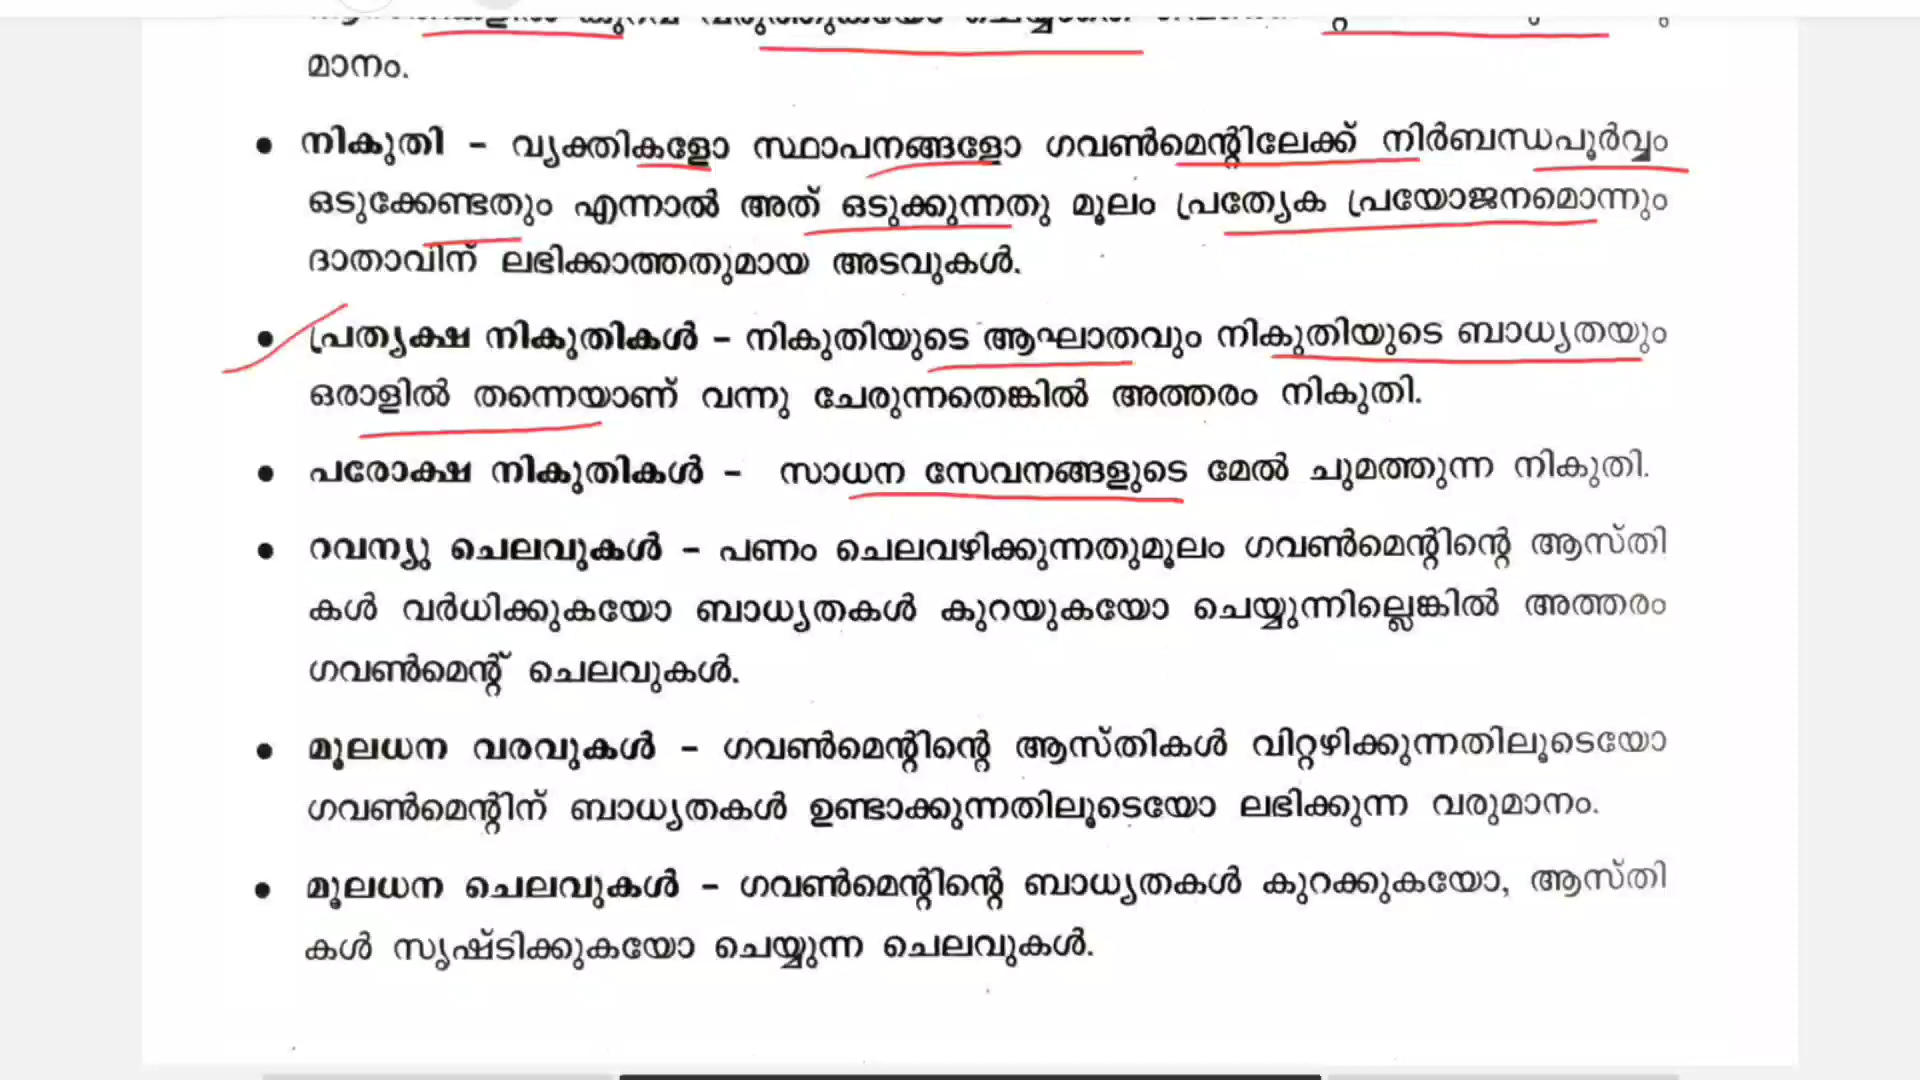 മാനം.
• നികുതി - വ്യക്തികളോ സ്ഥാപനങ്ങളോ ഗവൺമെന്റിലേക്ക് നിർബന്ധപൂർവ്വം
ഒടുക്കേണ്ടതും എന്നാൽ അത് ഒടുക്കുന്നതു മൂലം പ്രത്യേക പ്രയോജനമൊന്നും
ദാതാവിന് ലഭിക്കാത്തതുമായ അടവുകൾ.
• പ്രത്യക്ഷ നികുതികൾ - നികുതിയുടെ ആഘാതവും നികുതിയുടെ ബാധ്യതയും
ഒരാളിൽ തന്നെയാണ് വന്നു ചേരുന്നതെങ്കിൽ അത്തരം നികുതി.
• പരോക്ഷ നികുതികൾ - സാധന സേവനങ്ങളുടെ മേൽ ചുമത്തുന്ന നികുതി.
• റവന്യു ചെലവുകൾ - പണം ചെലവഴിക്കുന്നതുമൂലം ഗവൺമെന്റിന്റെ ആസ്തി
കൾ വർധിക്കുകയോ ബാധ്യതകൾ കുറയുകയോ ചെയ്യുന്നില്ലെങ്കിൽ അത്തരം
ഗവൺമെന്റ് ചെലവുകൾ.
• മൂലധന വരവുകൾ - ഗവൺമെന്റിന്റെ ആസ്തികൾ വിറ്റഴിക്കുന്നതിലൂടെയോ
ഗവൺമെന്റിന് ബാധ്യതകൾ ഉണ്ടാക്കുന്നതിലൂടെയോ ലഭിക്കുന്ന വരുമാനം.
• മൂലധന ചെലവുകൾ - ഗവൺമെന്റിന്റെ ബാധ്യതകൾ കുറക്കുകയോ, ആസ്തി
കൾ സൃഷ്ടിക്കുകയോ ചെയ്യുന്ന ചെലവുകൾ.